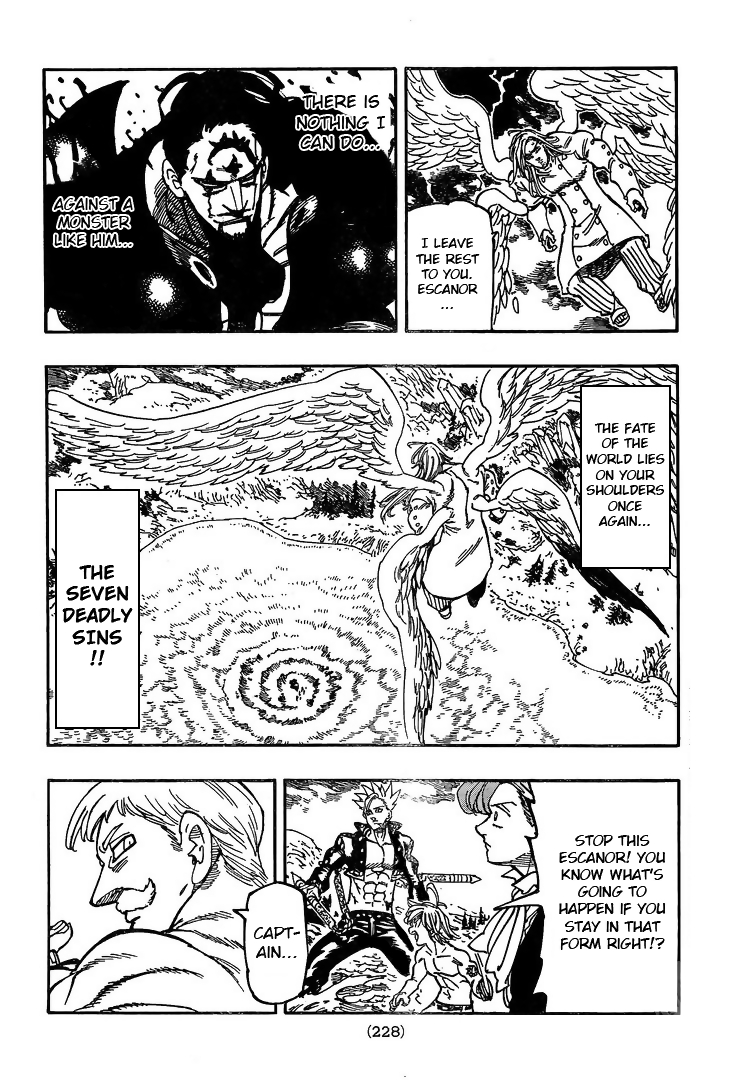 I LEAVE
THE REST
TO YOU.
ESCANOR
...
THERE IS
NOTHING I
CAN DO...
AGAINST A
MONSTER
LIKE HIM...
THE FATE
OF THE
WORLD LIES
ON YOUR
SHOULDERS
ONCE
AGAIN...
THE
SEVEN
DEADLY
SINS
!!
STOP THIS
ESCANOR! YOU
KNOW WHAT'S
GOING TO
HAPPEN IF YOU
STAY IN THAT
FORM RIGHT!?
CAPT-
AIN...
(228)